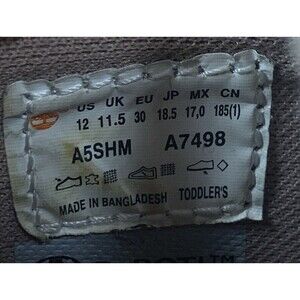 US UK EU JP MX CN
12 11.5 30 18.5 17,0 185(1)
A5SHM A7498
MADE IN BANGLADESH TODDLER'S